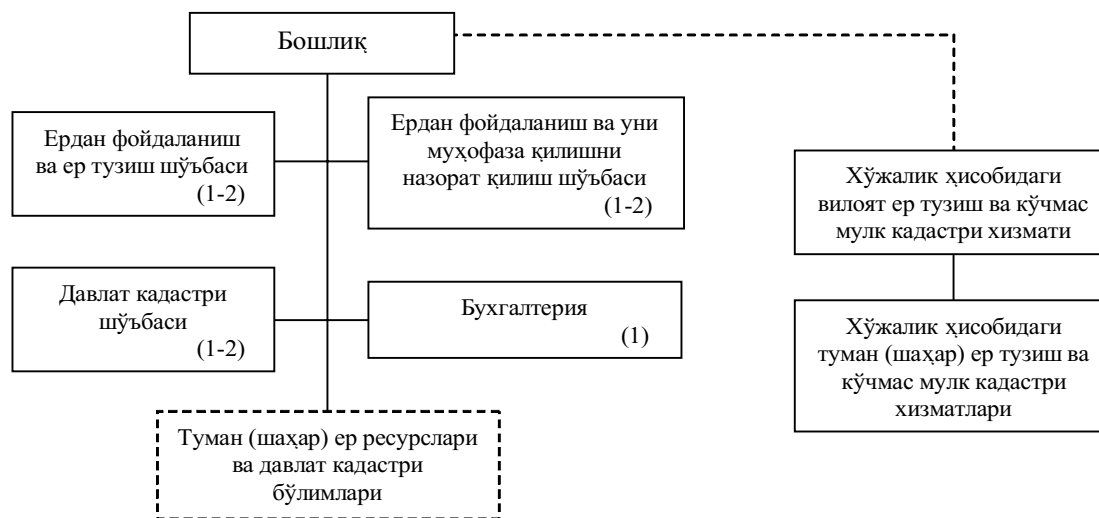 Бошлиқ
Ердан фойдаланиш
ва ер тузиш шўъбаси
(1-2)
Ердан фойдаланиш ва уни
муҳофаза қилишни
назорат қилиш шўъбаси
(1-2)
Хўжалик ҳисобидаги
вилоят ер тузиш ва кўчмас
мулк кадастри хизмати
Давлат кадастри
шўъбаси
(1-2)
Бухгалтерия
(1)
Хўжалик ҳисобидаги
туман (шаҳар) ер тузиш ва
кўчмас мулк кадастри
хизматлари
Туман (шаҳар) ер ресурслари
ва давлат кадастри
бўлимлари